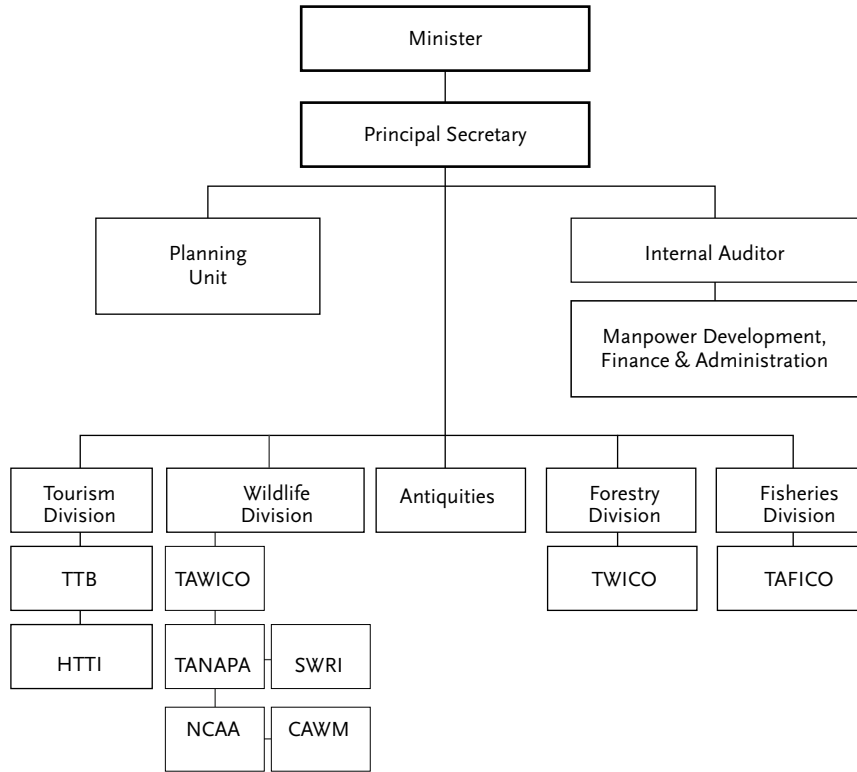 Minister
Principal Secretary
Planning
Unit
Internal Auditor
Manpower Development,
Finance & Administration
Tourism
Division
Wildlife
Division
Antiquities
Forestry
Division
Fisheries
Division
TTB
TAWICO
TWICO
TAFICO
HTTI
TANAPA
SWRI
NCAA
CAWM